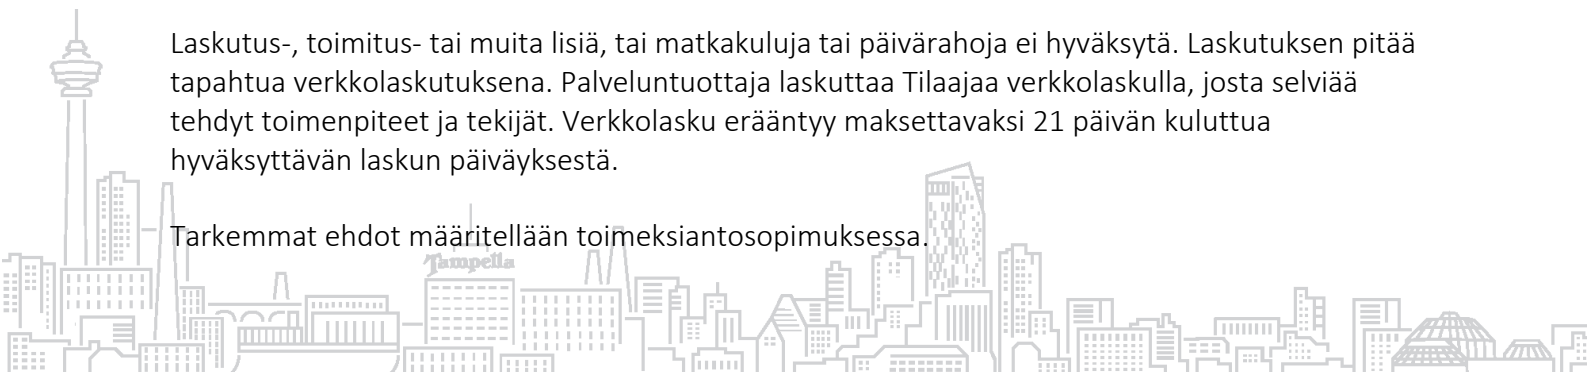 Laskutus-, toimitus- tai muita lisiä, tai matkakuluja tai päivärahoja ei hyväksytä. Laskutuksen pitää
tapahtua verkkolaskutuksena. Palveluntuottaja laskuttaa Tilaajaa verkkolaskulla, josta selviää
tehdyt toimenpiteet ja tekijät. Verkkolasku erääntyy maksettavaksi 21 päivän kuluttua
hyväksyttävän laskun päiväyksestä.
Tarkemmat ehdot määritellään toimeksiantosopimuksessa.
Tampella